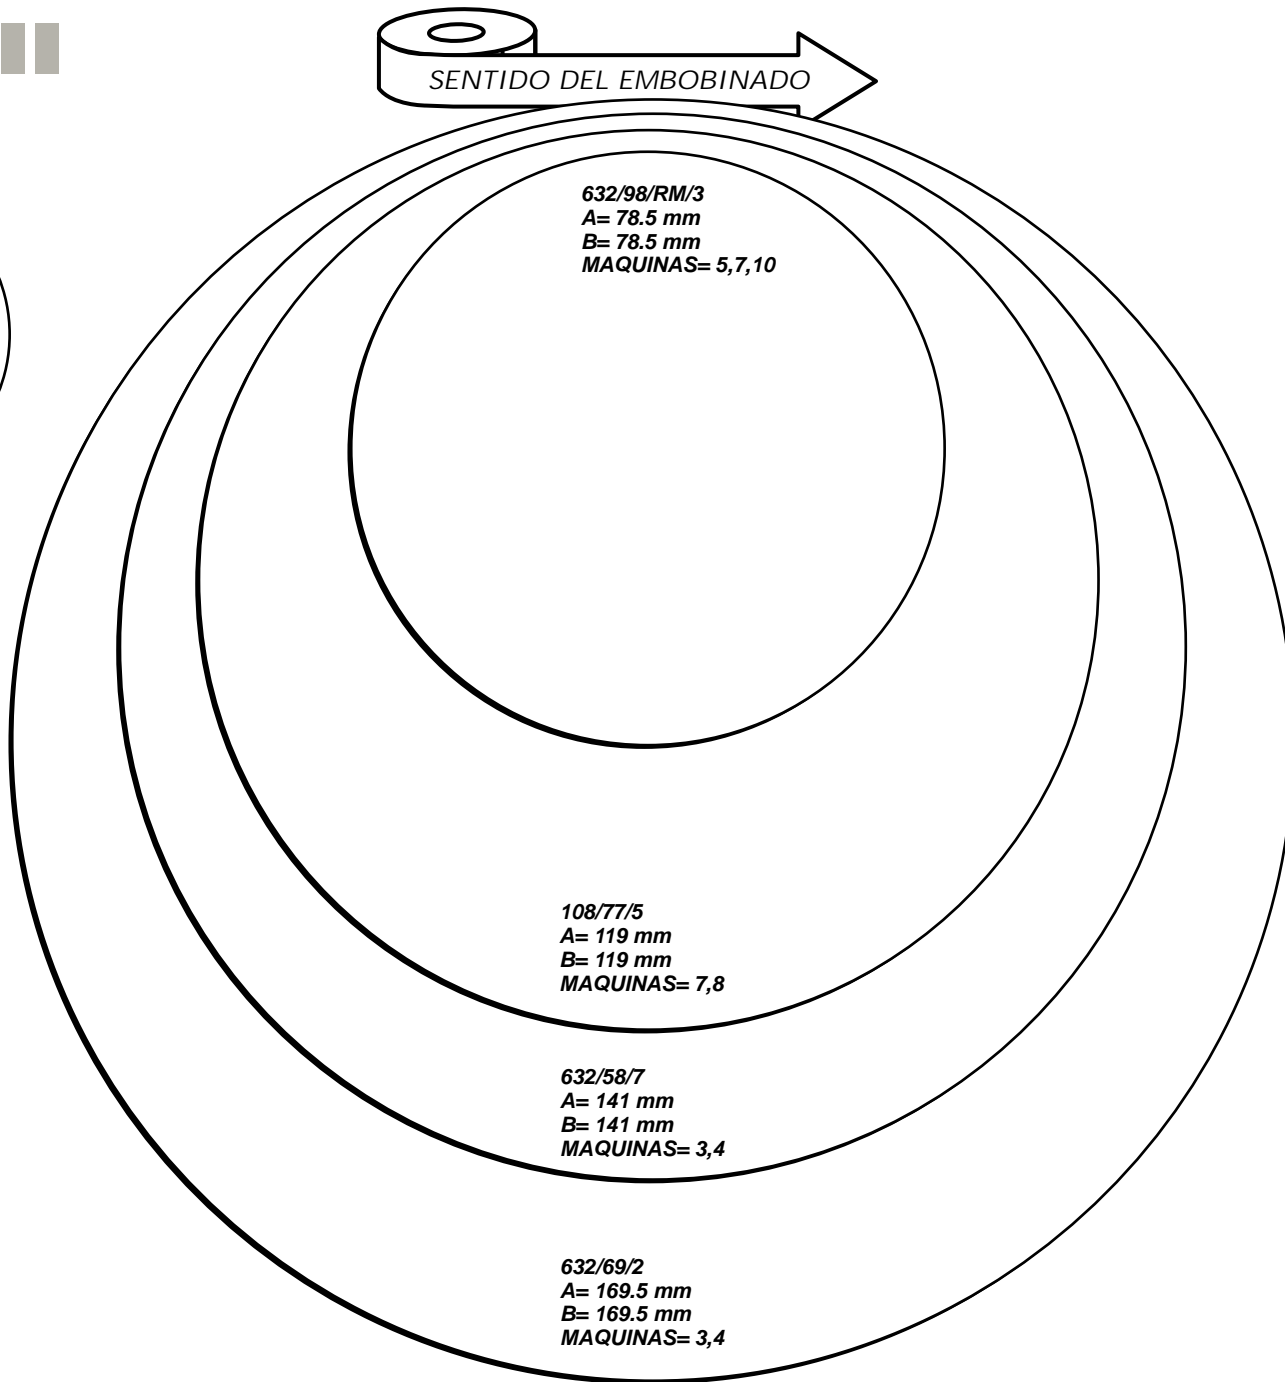 SENTIDO DEL EMBOBINADO
632/98/RM/3
A= 78.5 mm
B= 78.5 mm
MAQUINAS= 5,7,10
108/77/5
A= 119 mm
B= 119 mm
MAQUINAS= 7,8
632/58/7
A= 141 mm
B= 141 mm
MAQUINAS= 3,4
632/69/2
A= 169.5 mm
B= 169.5 mm
MAQUINAS= 3,4